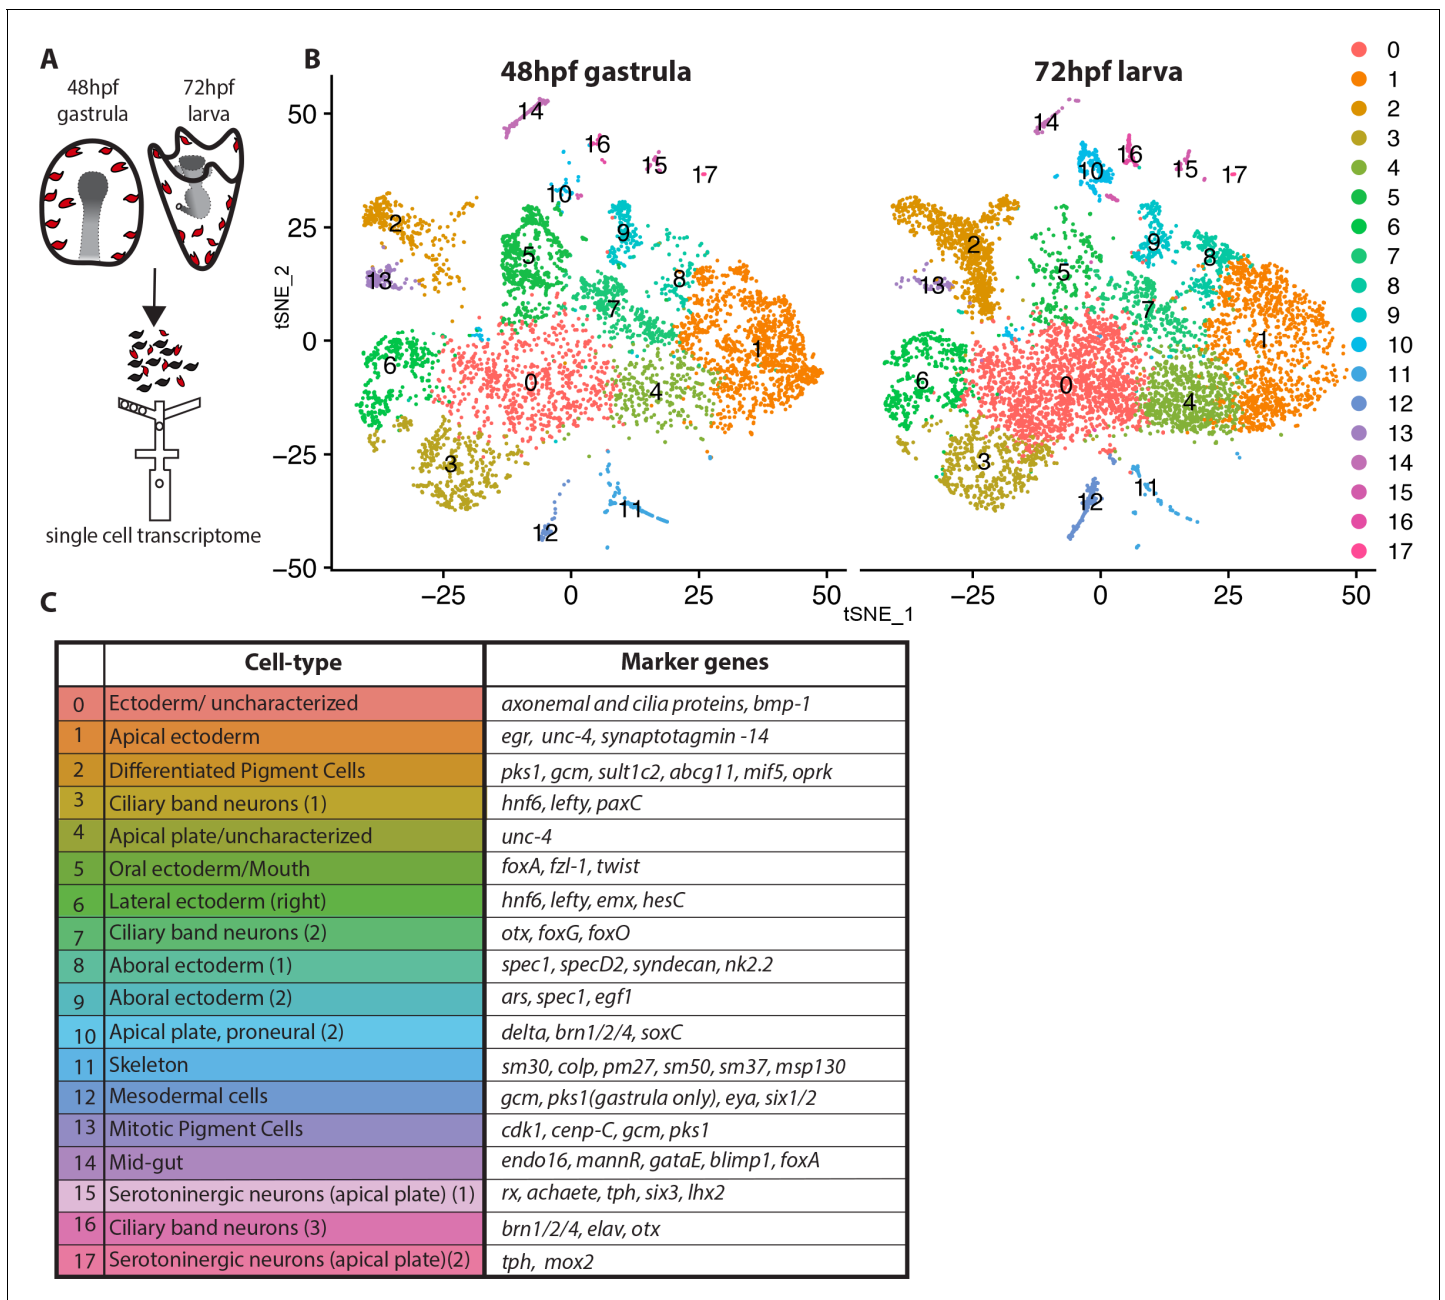 A
48hpf
gastrula
72hpf
larva
single cell transcriptome
B
48hpf gastrula
72hpf larva
tSNE_2
50
25
0
−25
−50
−25
0
25
50
−25
0
25
50
tSNE_1
0
1
2
3
4
5
6
7
8
9
10
11
12
13
14
15
16
17
0
1
2
3
4
5
6
7
8
9
10
11
12
13
14
15
16
17
0
1
2
3
4
5
6
7
8
9
10
11
12
13
14
15
16
17
C
Cell-type Marker genes
0 Ectoderm/ uncharacterized axonemal and cilia proteins, bmp-1
1 Apical ectoderm egr, unc-4, synaptotagmin -14
2 Differentiated Pigment Cells pks1, gcm, sult1c2, abcg11, mif5, oprk
3 Ciliary band neurons (1) hnf6, lefty, paxC
4 Apical plate/uncharacterized unc-4
5 Oral ectoderm/Mouth foxA, fzl-1, twist
6 Lateral ectoderm (right) hnf6, lefty, emx, hesC
7 Ciliary band neurons (2) otx, foxG, foxO
8 Aboral ectoderm (1) spec1, specD2, syndecan, nk2.2
9 Aboral ectoderm (2) ars, spec1, egf1
10 Apical plate, proneural (2) delta, brn1/2/4, soxC
11 Skeleton sm30, colp, pm27, sm50, sm37, msp130
12 Mesodermal cells gcm, pks1(gastrula only), eya, six1/2
13 Mitotic Pigment Cells cdk1, cenp-C, gcm, pks1
14 Mid-gut endo16, mannR, gataE, blimp1, foxA
15 Serotoninergic neurons (apical plate) (1) rx, achaete, tph, six3, lhx2
16 Ciliary band neurons (3) brn1/2/4, elav, otx
17 Serotoninergic neurons (apical plate)(2) tph, mox2